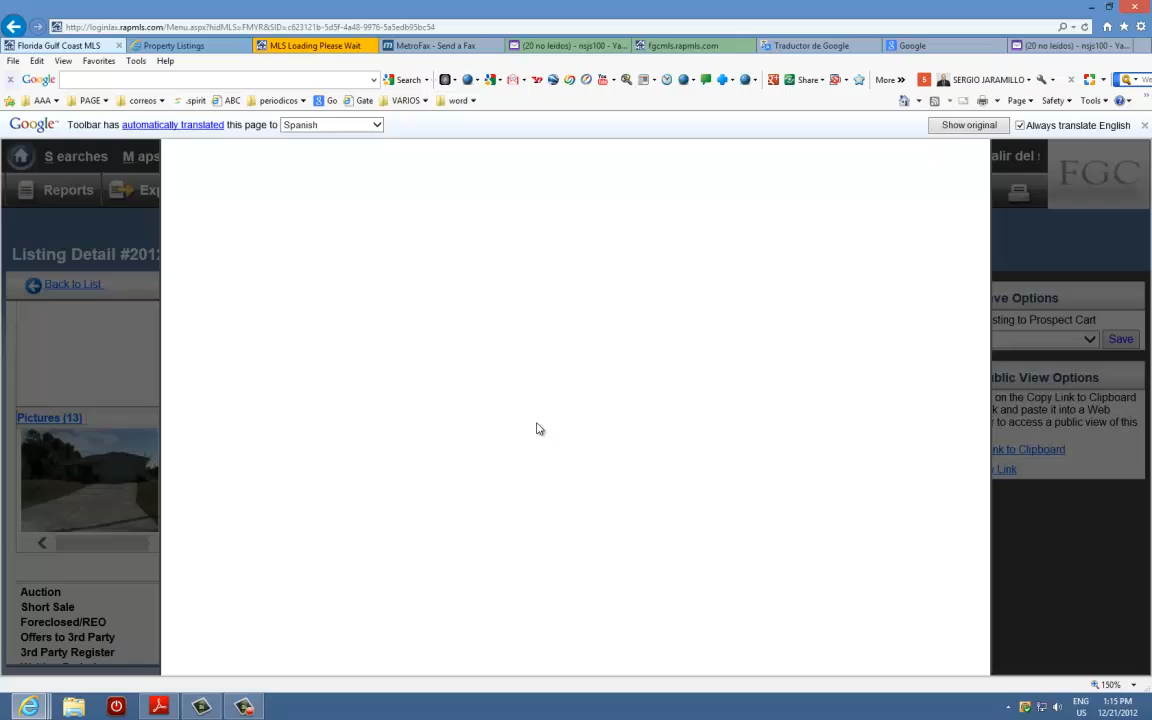 http://loginlax.rapmls.com/Menu.aspx?hidMLS=FMYR&SID=c623121b-5d5f-4a48-9976-5a5edb95bc54
Florida Gulf Coast MLS
Property Listings
MLS Loading Please Wait
MetroFax - Send a Fax
(20 no leídos) - nsjs100 - Ya...
fgcmls.rapmls.com
Traductor de Google
Google
(20 no leídos) - nsjs100 - Ya...
File Edit View Favorites Tools Help
Google Search More >> Share 5 SERGIO JARAMILLO
AAA PAGE correos .spirit ABC periodicos Go Gate VARIOS word
Page Safety Tools
Google Toolbar has automatically translated this page to Spanish Show original Always translate English
Searches Maps alir del
Reports Ex FGC
Listing Detail #201
Back to List
ve Options
sting to Prospect Cart
Save
Pictures (13)
blic View Options
on the Copy Link to Clipboard
k and paste it into a Web
r to access a public view of this
nk to Clipboard
Link
Auction
Short Sale
Foreclosed/REO
Offers to 3rd Party
3rd Party Register
150%
ENG 1:15 PM
US 12/21/2012